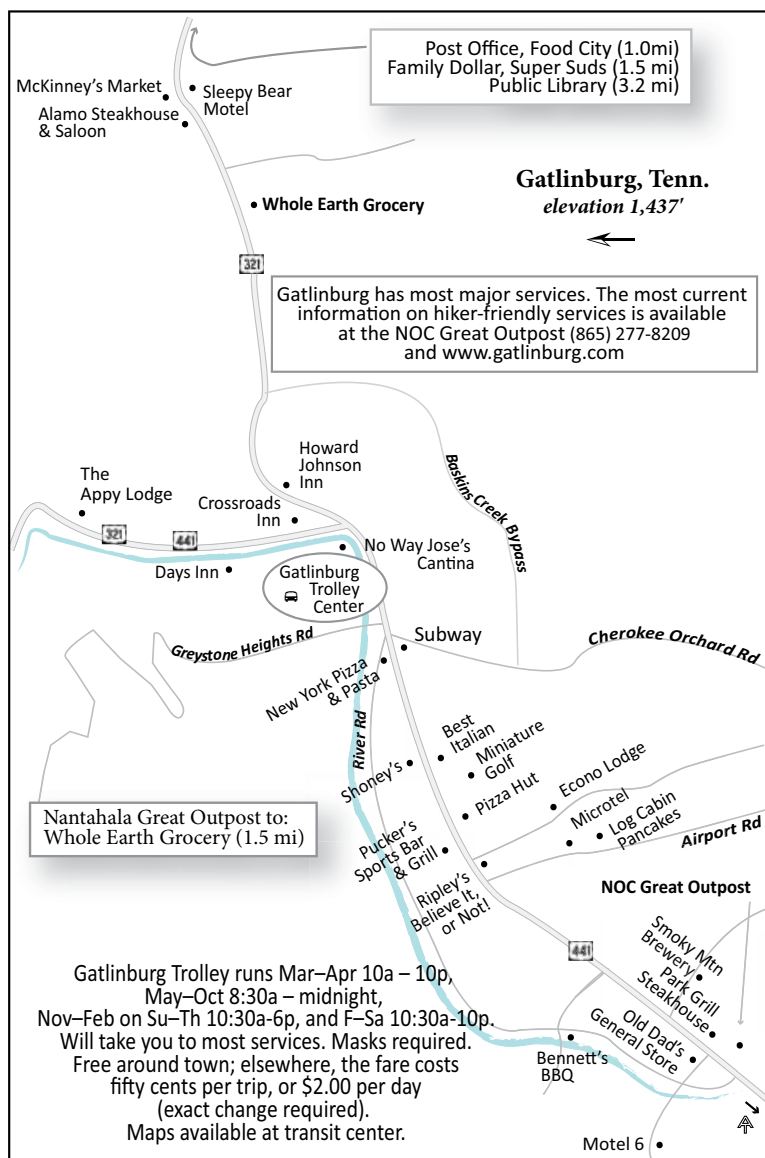 Post Office, Food City (1.0mi)
Family Dollar, Super Suds (1.5 mi)
Public Library (3.2 mi)
McKinney's Market
Sleepy Bear
Motel
Alamo Steakhouse
& Saloon
Gatlinburg, Tenn.
elevation 1,437'
Whole Earth Grocery
321
Gatlinburg has most major services. The most current
information on hiker-friendly services is available
at the NOC Great Outpost (865) 277-8209
and www.gatlinburg.com
Howard
Johnson
Inn
Baskins Creek Bypass
The
Appy Lodge
Crossroads
Inn
321
441
No Way Jose's
Cantina
Days Inn
Gatlinburg
Trolley
Center
Greystone Heights Rd
Subway
Cherokee Orchard Rd
New York Pizza
& Pasta
River Rd
Best
Italian
Miniature
Golf
Shoney's
Econo Lodge
Pizza Hut
Microtel
Log Cabin
Pancakes
Airport Rd
Nantahala Great Outpost to:
Whole Earth Grocery (1.5 mi)
Pucker's
Sports Bar
& Grill
Ripley's
Believe It,
or Not!
NOC Great Outpost
441
Smoky Mtn
Brewery
Park Grill
Steakhouse
Old Dad's
General Store
Bennett's
BBQ
Gatlinburg Trolley runs Mar–Apr 10a – 10p,
May–Oct 8:30a – midnight,
Nov–Feb on Su–Th 10:30a-6p, and F–Sa 10:30a-10p.
Will take you to most services. Masks required.
Free around town; elsewhere, the fare costs
fifty cents per trip, or $2.00 per day
(exact change required).
Maps available at transit center.
Motel 6